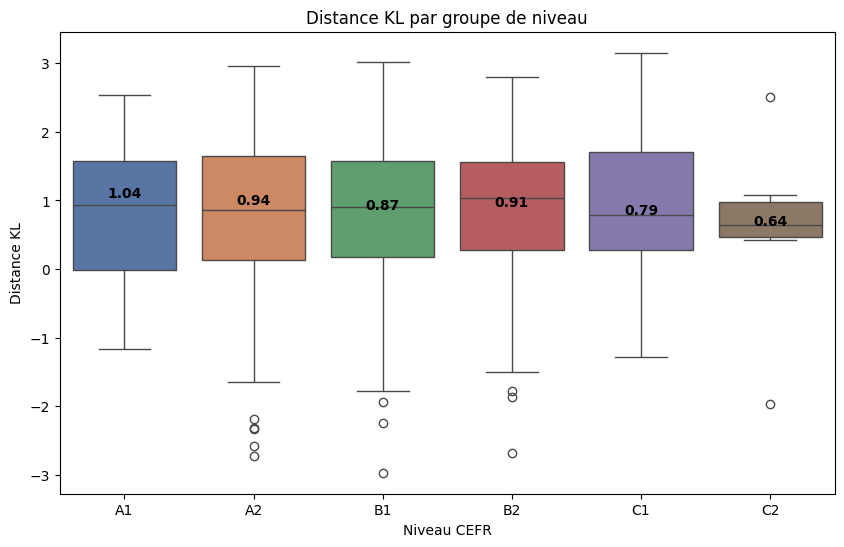 Distance KL par groupe de niveau
3
2
1
0
−1
−2
−3
Distance KL
1.04
0.94
0.87
0.91
0.79
0.64
A1
A2
B1
B2
C1
C2
Niveau CEFR